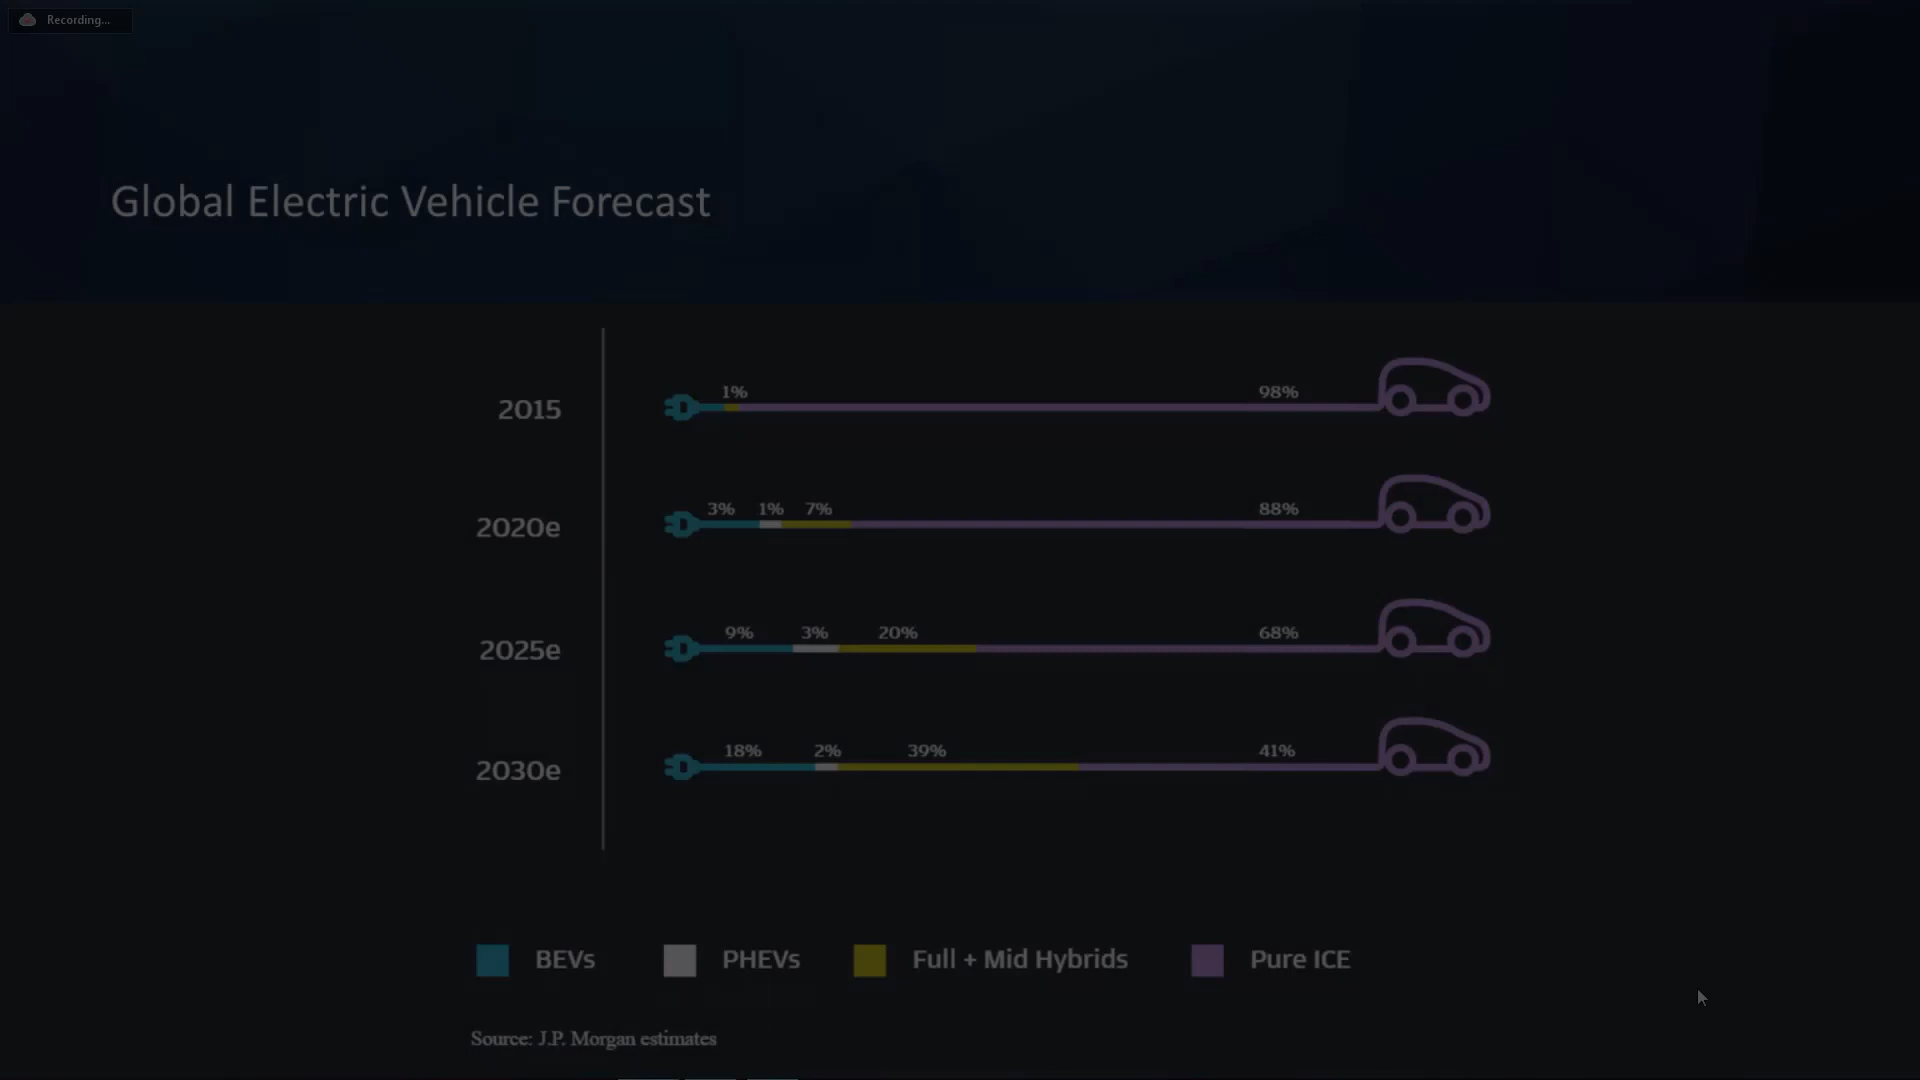 Recording...
Global Electric Vehicle Forecast
2015 1% 98%
2020e 3% 1% 7% 88%
2025e 9% 3% 20% 68%
2030e 18% 2% 39% 41%
BEVs PHEVs Full + Mid Hybrids Pure ICE
Source: J.P. Morgan estimates